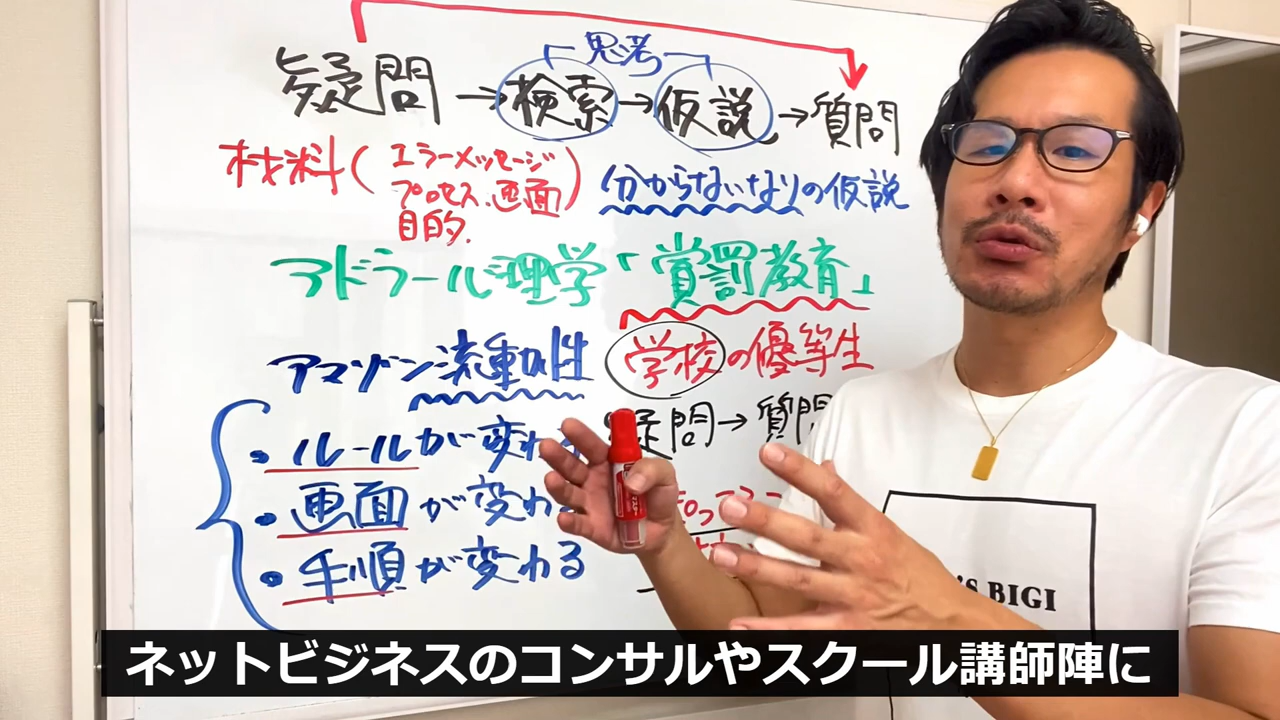 思考
疑問→検索→仮説→質問
材料(エラーメッセージ
プロセス、画面)
目的
分からないなりの仮説
アドラー心理学「賞罰教育」
アマゾン流動性
学校の優等生
疑問→質問
・ルールが変わ
・画面が変わ
・手順が変わる
BIGI
ネットビジネスのコンサルやスクール講師陣に